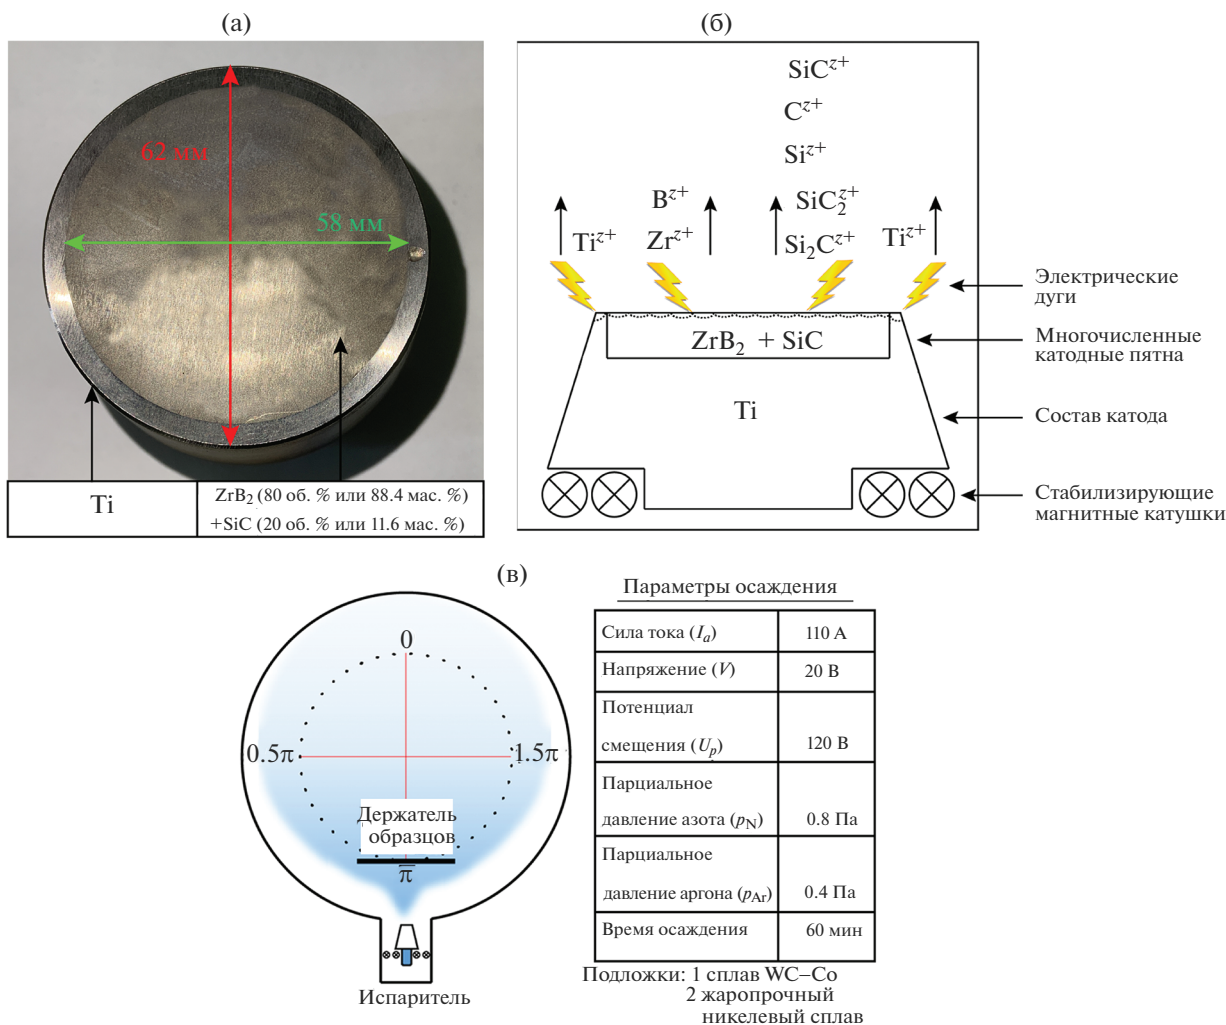 (а)
62 мм
58 мм
Ti
ZrB2 (80 об. % или 88.4 мас. %)
+SiC (20 об. % или 11.6 мас. %)
(б)
SiC^z+
C^z+
Si^z+
B^z+
SiC2^z+
Ti^z+
Zr^z+
Si2C^z+
Ti^z+
ZrB2 + SiC
Ti
Электрические
дуги
Многочисленные
катодные пятна
Состав катода
Стабилизирующие
магнитные катушки
(в)
0
0.5π
1.5π
Держатель
образцов
π
Испаритель
Параметры осаждения
Сила тока (Ia) 110 А
Напряжение (V) 20 В
Потенциал
смещения (Up) 120 В
Парциальное
давление азота (pN) 0.8 Па
Парциальное
давление аргона (pAr) 0.4 Па
Время осаждения 60 мин
Подложки: 1 сплав WC–Co
2 жаропрочный
никелевый сплав